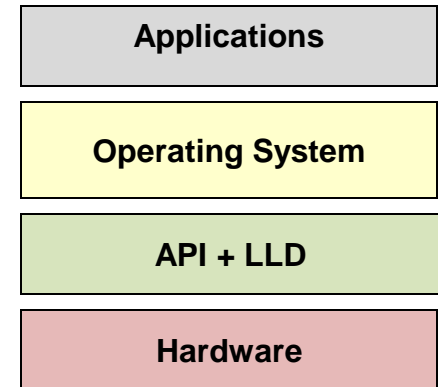 Applications
Operating System
API + LLD
Hardware